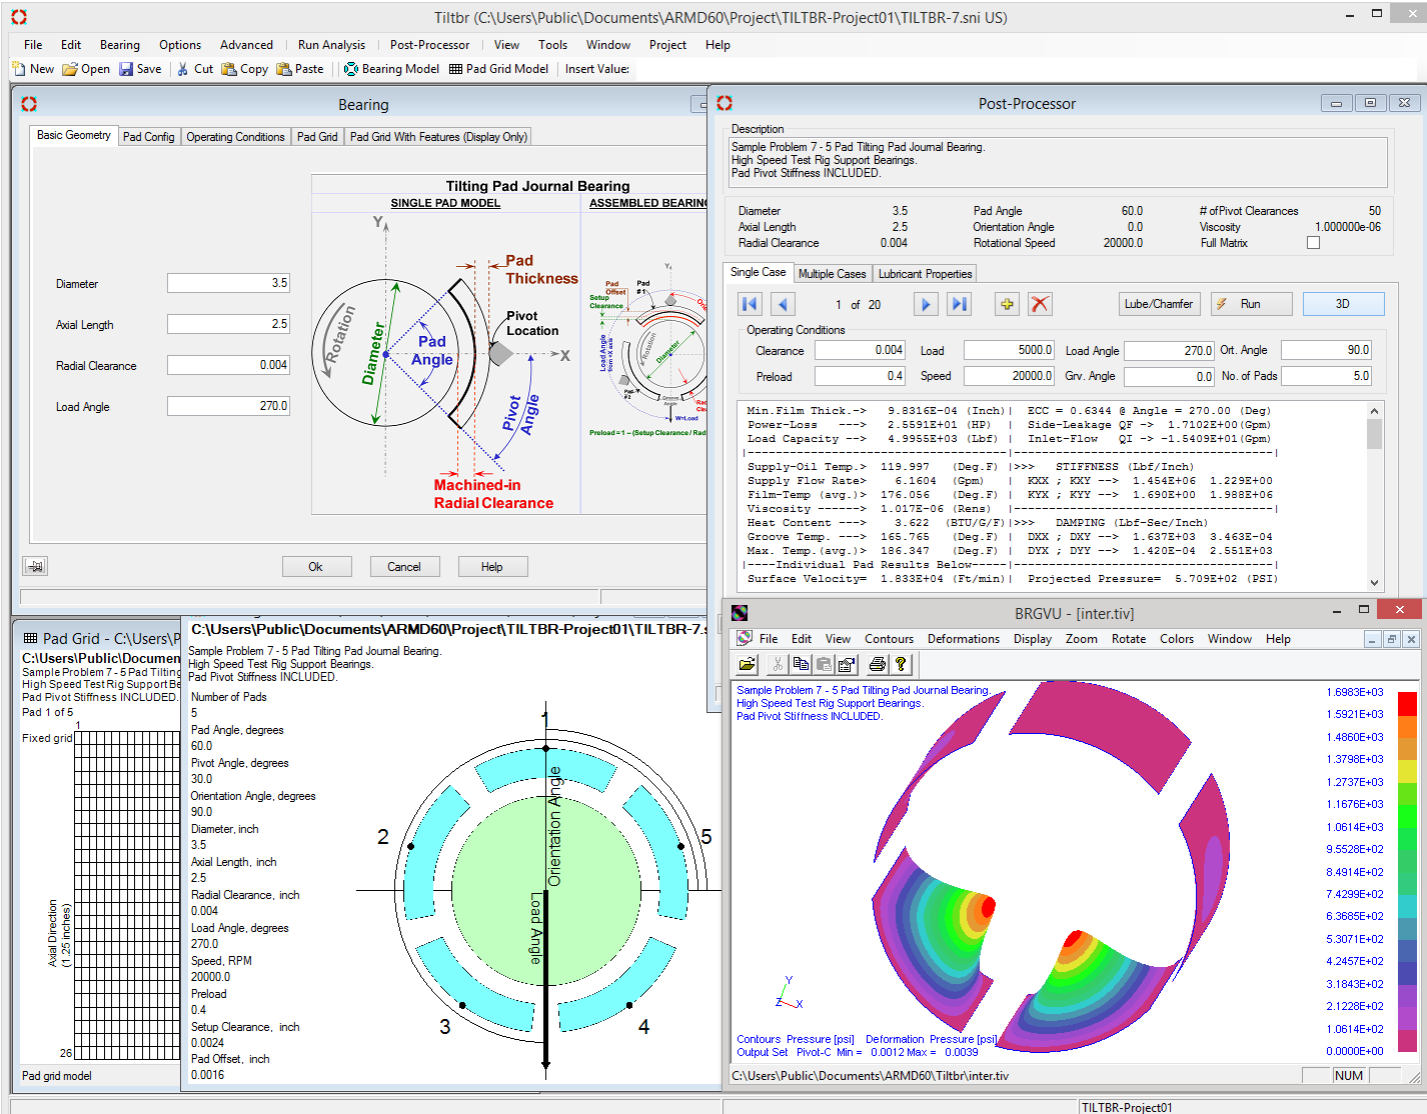 Tiltbr (C:\Users\Public\Documents\ARMD60\Project\TILTBR-Project01\TILTBR-7.sni US)
File Edit Bearing Options Advanced Run Analysis Post-Processor View Tools Window Project Help
New Open Save Cut Copy Paste Bearing Model Pad Grid Model Insert Value:
Bearing
Basic Geometry Pad Config Operating Conditions Pad Grid Pad Grid With Features (Display Only)
Diameter 3.5
Axial Length 2.5
Radial Clearance 0.004
Load Angle 270.0
Tilting Pad Journal Bearing
SINGLE PAD MODEL ASSEMBLED BEARIN
Y
Pad
Thickness
Pivot
Location
Rotation
Diameter
Pad
Angle
X
Pivot
Angle
Machined-in
Radial Clearance
Y
Pad
Offset
Pad
#1
Setup
Clearance
Load Angle
from +X axis
Rotation
Diameter
Pad
#2
Groove
Angle
W=Load
Preload = 1 – (Setup Clearance / Rad
Ok Cancel Help
Post-Processor
Description
Sample Problem 7 - 5 Pad Tilting Pad Journal Bearing.
High Speed Test Rig Support Bearings.
Pad Pivot Stiffness INCLUDED.
Diameter 3.5 Pad Angle 60.0 # of Pivot Clearances 50
Axial Length 2.5 Orientation Angle 0.0 Viscosity 1.000000e-06
Radial Clearance 0.004 Rotational Speed 20000.0 Full Matrix
Single Case Multiple Cases Lubricant Properties
1 of 20 Lube/Chamfer Run 3D
Operating Conditions
Clearance 0.004 Load 5000.0 Load Angle 270.0 Ort. Angle 90.0
Preload 0.4 Speed 20000.0 Grv. Angle 0.0 No. of Pads 5.0
Min.Film Thick.-> 9.8316E-04 (Inch)| ECC = 0.6344 @ Angle = 270.00 (Deg)
Power-Loss ---> 2.5591E+01 (HP) | Side-Leakage QF -> 1.7102E+00(Gpm)
Load Capacity --> 4.9955E+03 (Lbf) | Inlet-Flow QI -> -1.5409E+01(Gpm)
|-----------------------------------|-----------------------------------|
Supply-Oil Temp.> 119.997 (Deg.F) |>>> STIFFNESS (Lbf/Inch)
Supply Flow Rate> 6.1604 (Gpm) | KXX ; KXY --> 1.454E+06 1.229E+00
Film-Temp (avg.)> 176.056 (Deg.F) | KYX ; KYY --> 1.690E+00 1.988E+06
Viscosity ------> 1.017E-06 (Rens) |-----------------------------------|
Heat Content ---> 3.622 (BTU/G/F)|>>> DAMPING (Lbf-Sec/Inch)
Groove Temp. ---> 165.765 (Deg.F) | DXX ; DXY --> 1.637E+03 3.463E-04
Max. Temp.(avg.)> 186.347 (Deg.F) | DYX ; DYY --> 1.420E-04 2.551E+03
|----Individual Pad Results Below-----|-----------------------------------|
Surface Velocity= 1.833E+04 (Ft/min)| Projected Pressure= 5.709E+02 (PSI)
Pad Grid - C:\Users\P
C:\Users\Public\Documen
Sample Problem 7 - 5 Pad Tilting
High Speed Test Rig Support Be
Pad Pivot Stiffness INCLUDED.
Pad 1 of 5
1
Fixed grid
Axial Direction
(1.25 inches)
26
Pad grid model
C:\Users\Public\Documents\ARMD60\Project\TILTBR-Project01\TILTBR-7.s
Sample Problem 7 - 5 Pad Tilting Pad Journal Bearing.
High Speed Test Rig Support Bearings.
Pad Pivot Stiffness INCLUDED.
Number of Pads
5
Pad Angle, degrees
60.0
Pivot Angle, degrees
30.0
Orientation Angle, degrees
90.0
Diameter, inch
3.5
Axial Length, inch
2.5
Radial Clearance, inch
0.004
Load Angle, degrees
270.0
Speed, RPM
20000.0
Preload
0.4
Setup Clearance, inch
0.0024
Pad Offset, inch
0.0016
1
2
3
4
5
Orientation Angle
Load Angle
BRGVU - [inter.tiv]
File Edit View Contours Deformations Display Zoom Rotate Colors Window Help
Sample Problem 7 - 5 Pad Tilting Pad Journal Bearing.
High Speed Test Rig Support Bearings.
Pad Pivot Stiffness INCLUDED.
1.6983E+03
1.5921E+03
1.4860E+03
1.3798E+03
1.2737E+03
1.1676E+03
1.0614E+03
9.5528E+02
8.4914E+02
7.4299E+02
6.3685E+02
5.3071E+02
4.2457E+02
3.1843E+02
2.1228E+02
1.0614E+02
0.0000E+00
Y
Z X
Contours Pressure [psi] Deformation Pressure [psi]
Output Set Pivot-C Min = 0.0012 Max = 0.0039
C:\Users\Public\Documents\ARMD60\Tiltbr\inter.tiv NUM
TILTBR-Project01